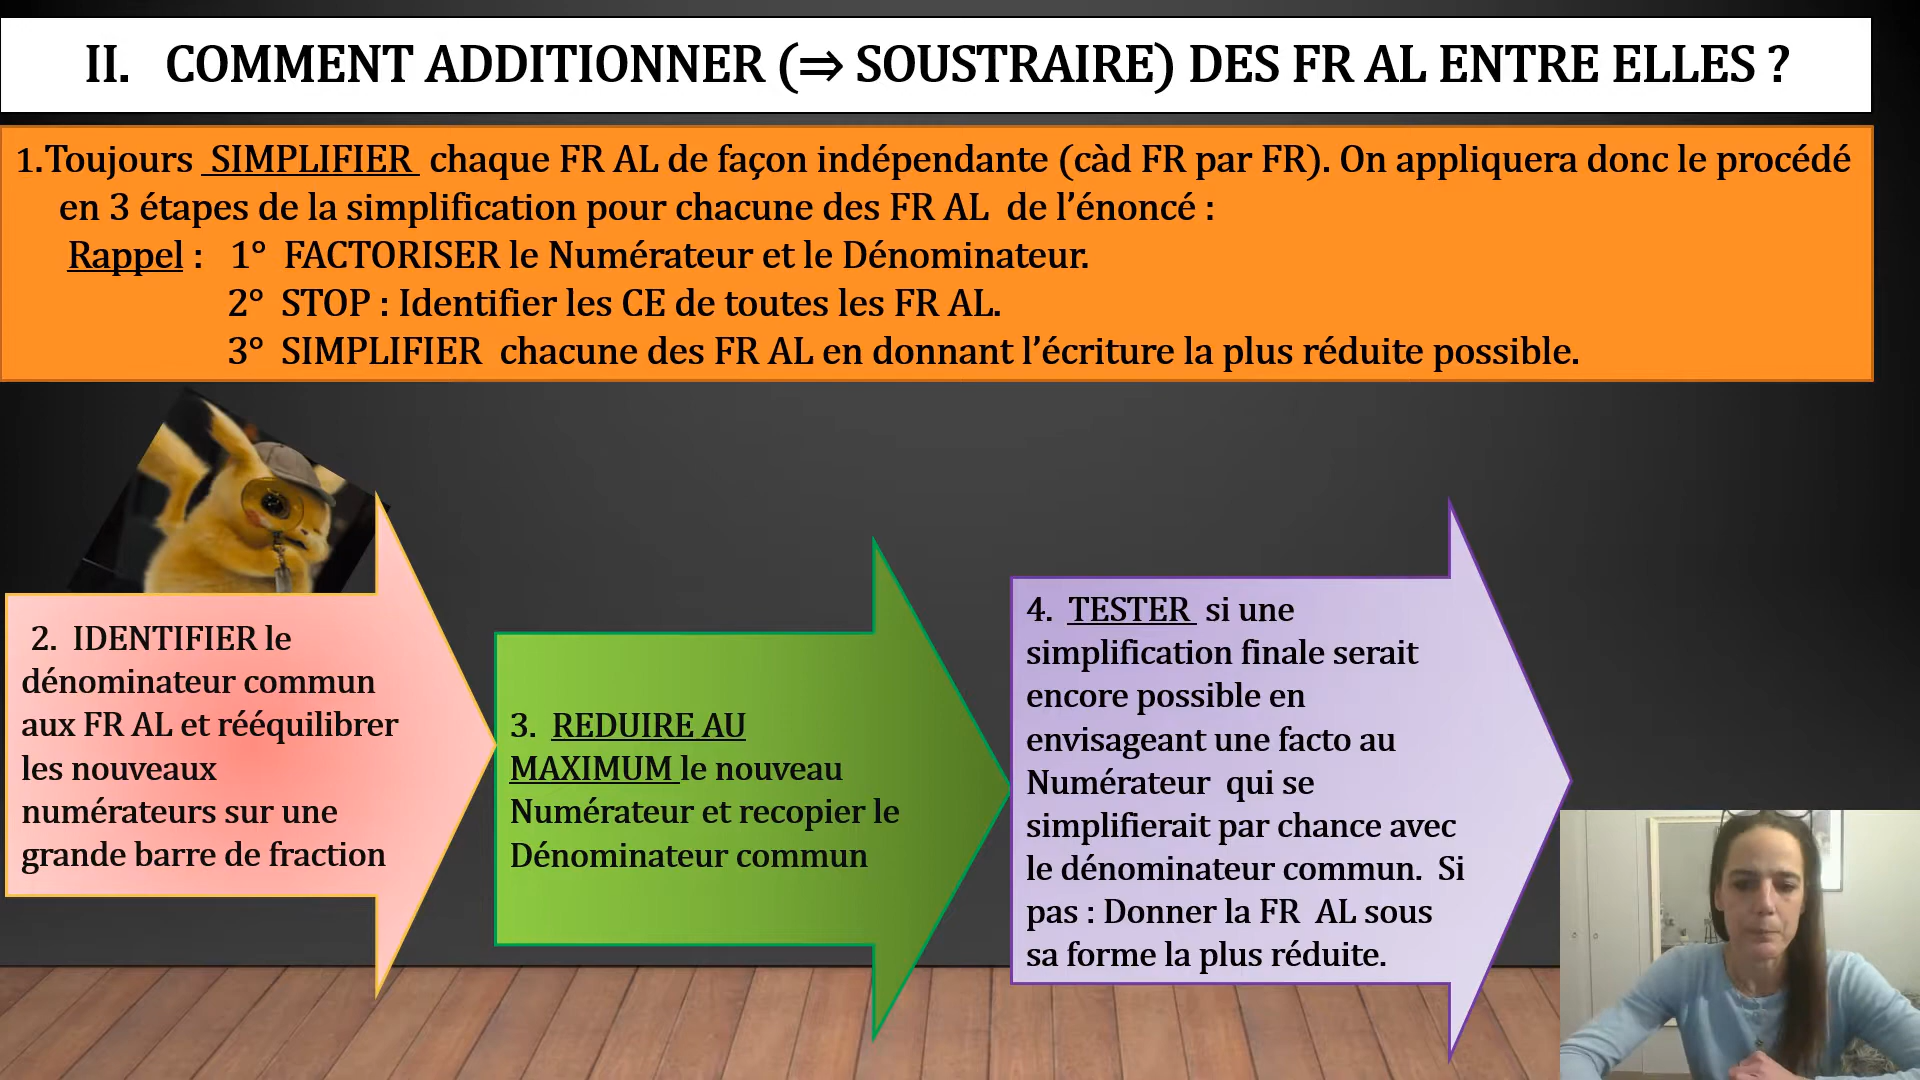 II. COMMENT ADDITIONNER (⇒ SOUSTRAIRE) DES FR AL ENTRE ELLES ?
1.Toujours SIMPLIFIER chaque FR AL de façon indépendante (càd FR par FR). On appliquera donc le procédé
en 3 étapes de la simplification pour chacune des FR AL de l’énoncé :
Rappel : 1° FACTORISER le Numérateur et le Dénominateur.
2° STOP : Identifier les CE de toutes les FR AL.
3° SIMPLIFIER chacune des FR AL en donnant l’écriture la plus réduite possible.
2. IDENTIFIER le
dénominateur commun
aux FR AL et rééquilibrer
les nouveaux
numérateurs sur une
grande barre de fraction
3. REDUIRE AU
MAXIMUM le nouveau
Numérateur et recopier le
Dénominateur commun
4. TESTER si une
simplification finale serait
encore possible en
envisageant une facto au
Numérateur qui se
simplifierait par chance avec
le dénominateur commun. Si
pas : Donner la FR AL sous
sa forme la plus réduite.